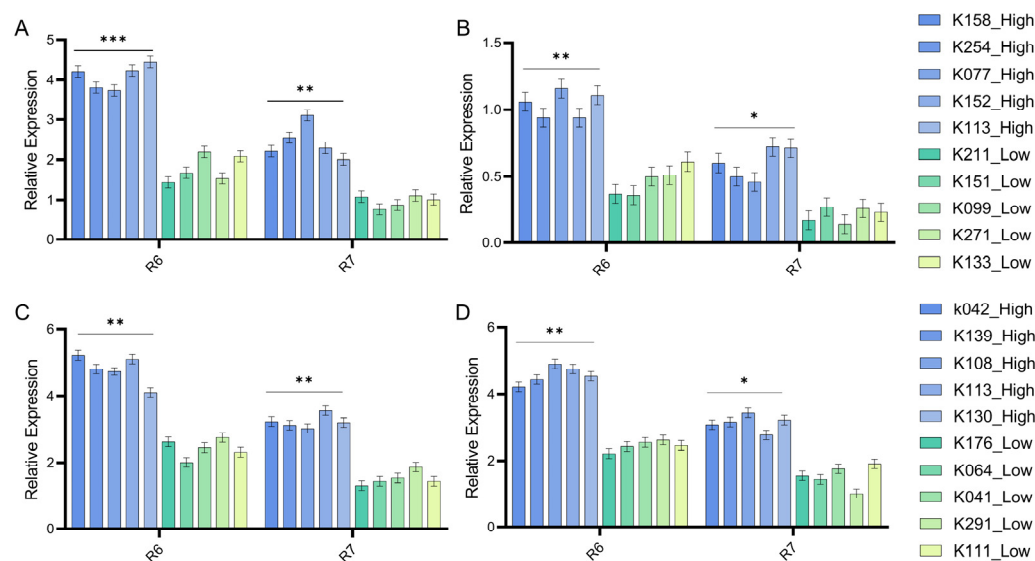 A
Relative Expression
5
4
3
2
1
0
***
**
R6
R7
B
Relative Expression
1.5
1.0
0.5
0.0
**
*
R6
R7
K158_High
K254_High
K077_High
K152_High
K113_High
K211_Low
K151_Low
K099_Low
K271_Low
K133_Low
C
Relative Expression
6
4
2
0
**
**
R6
R7
D
Relative Expression
6
4
2
0
**
*
R6
R7
k042_High
K139_High
K108_High
K113_High
K130_High
K176_Low
K064_Low
K041_Low
K291_Low
K111_Low